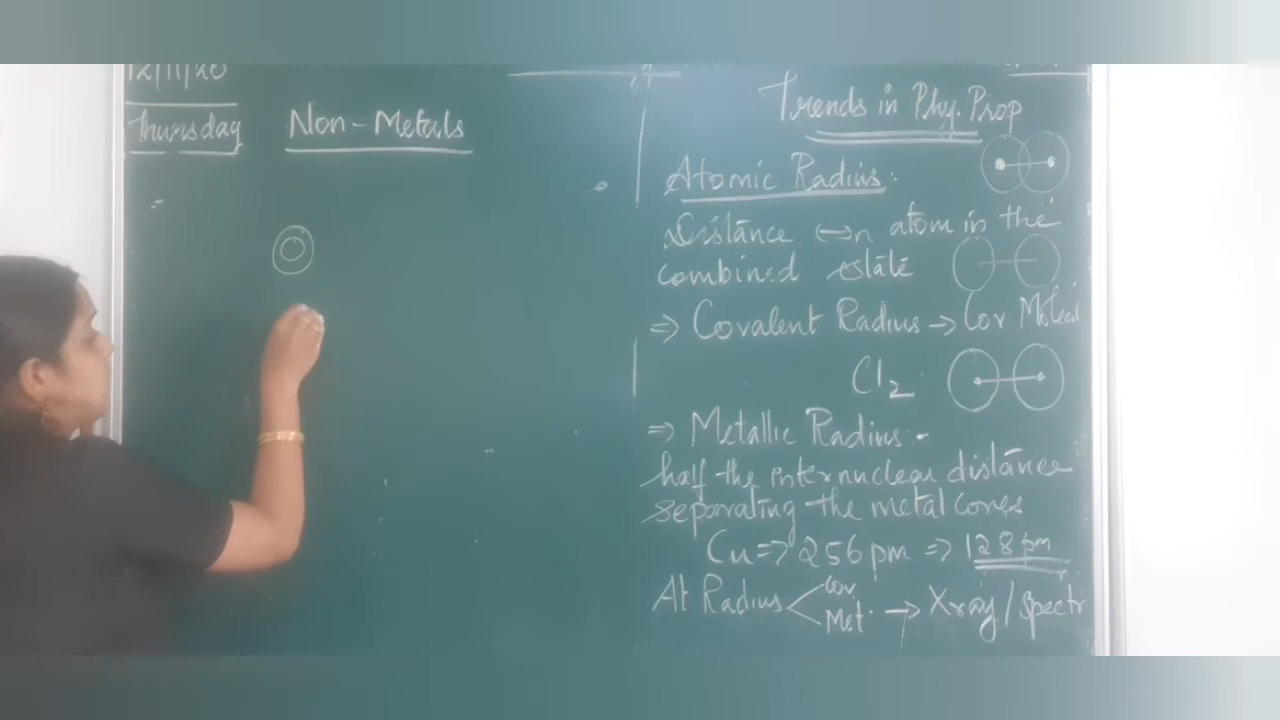 12/11/20
Thursday
Non-Metals
Trends in Phy. Prop
Atomic Radius:
Distance ↔n atom in the
combined state
⇒ Covalent Radius → Cov Molecul
Cl₂
⇒ Metallic Radius:-
half the internuclear distance
separating the metal cores
Cu ⇒ 256 pm ⇒ 128 pm
At Radius < Cov
Met. → Xray / Spectr